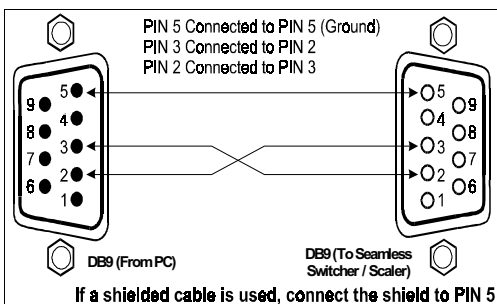 PIN 5 Connected to PIN 5 (Ground)
PIN 3 Connected to PIN 2
PIN 2 Connected to PIN 3
5
9
4
8
3
7
2
6
1
5
9
4
8
3
7
2
6
1
DB9 (From PC)
DB9 (To Seamless
Switcher / Scaler)
If a shielded cable is used, connect the shield to PIN 5